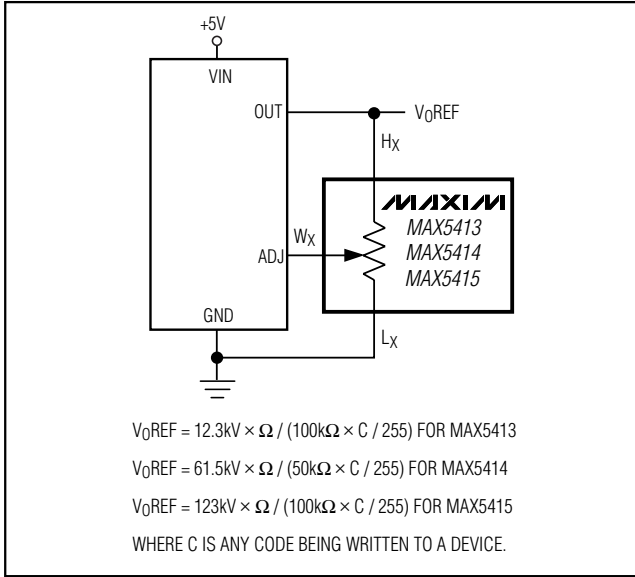 +5V
VIN
OUT
V0REF
HX
MAXIM
MAX5413
WX
MAX5414
ADJ
MAX5415
GND
LX
V0REF = 12.3kV × Ω / (100kΩ × C / 255) FOR MAX5413
V0REF = 61.5kV × Ω / (50kΩ × C / 255) FOR MAX5414
V0REF = 123kV × Ω / (100kΩ × C / 255) FOR MAX5415
WHERE C IS ANY CODE BEING WRITTEN TO A DEVICE.